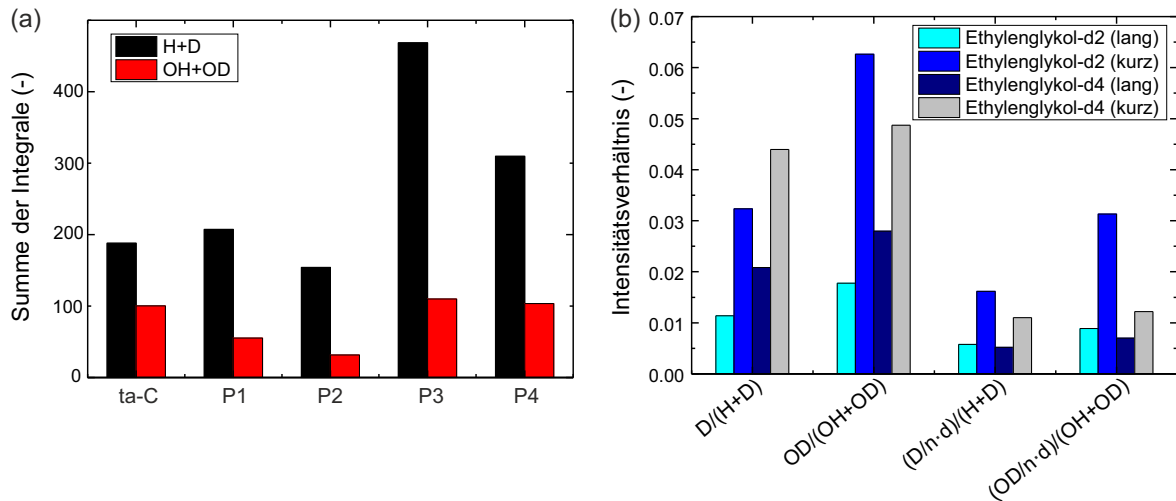 (a)
Summe der Integrale (-)
400
300
200
100
0
H+D
OH+OD
ta-C P1 P2 P3 P4
(b)
Intensitätsverhältnis (-)
0.07
0.06
0.05
0.04
0.03
0.02
0.01
0.00
Ethylenglykol-d2 (lang)
Ethylenglykol-d2 (kurz)
Ethylenglykol-d4 (lang)
Ethylenglykol-d4 (kurz)
D/(H+D)
OD/(OH+OD)
(D/n·d)/(H+D)
(OD/n·d)/(OH+OD)